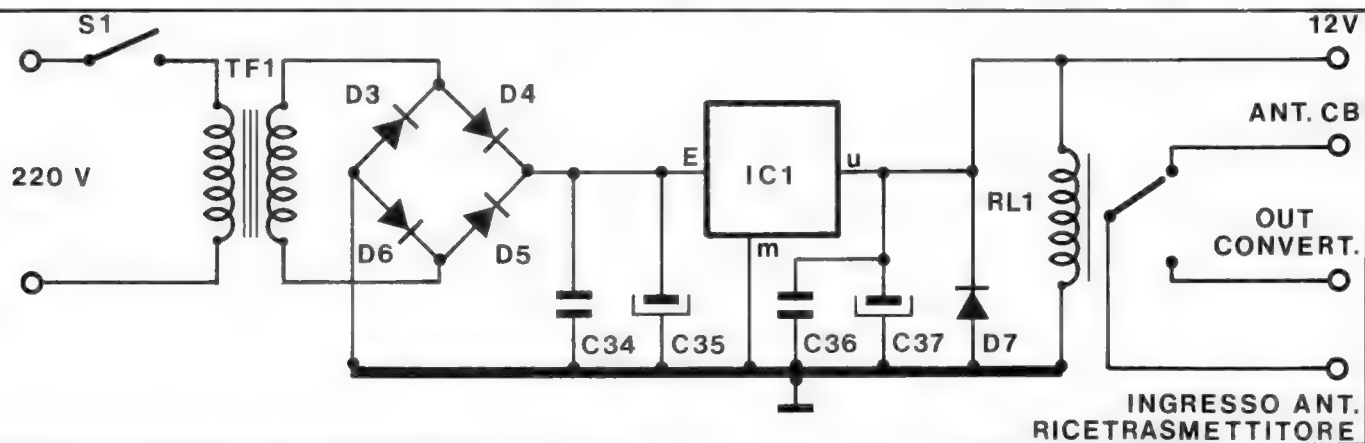 S1
12V
TF1
D3
D4
ANT. CB
E
IC1
u
220 V
RL1
OUT
CONVERT.
D6
D5
m
C34
C35
C36
C37
D7
INGRESSO ANT.
RICETRASMETTITORE